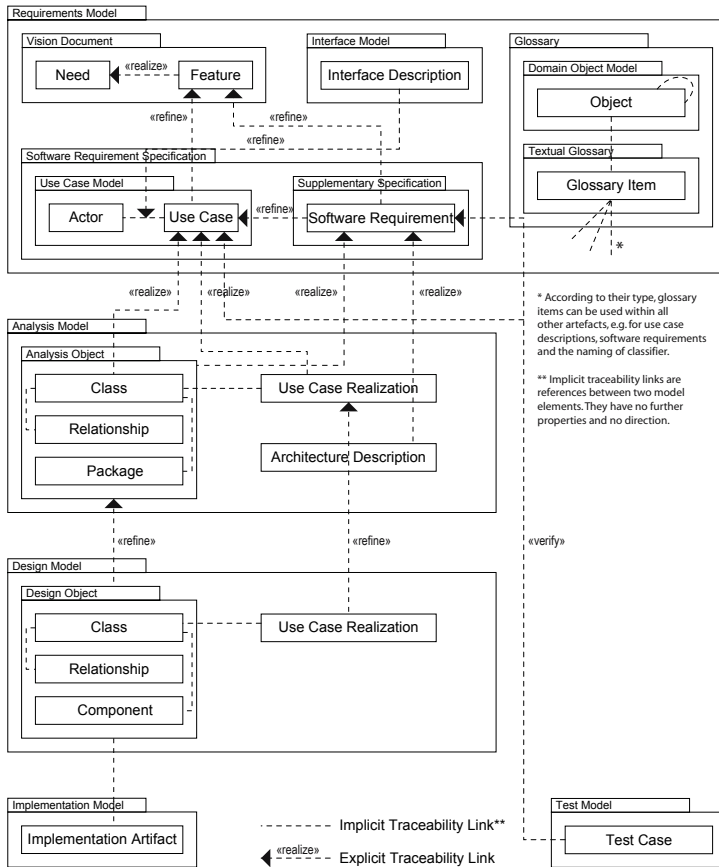 Requirements Model
Vision Document
Interface Model
Glossary
Need
«realize»
Feature
Interface Description
Domain Object Model
Object
«refine»
«refine»
«refine»
Software Requirement Specification
Textual Glossary
Use Case Model
Supplementary Specification
Glossary Item
Actor
Use Case
«refine»
Software Requirement
*
«realize»
«realize»
«realize»
«realize»
* According to their type, glossary
items can be used within all
other artefacts, e.g. for use case
descriptions, software requirements
and the naming of classifier.
** Implicit traceability links are
references between two model
elements. They have no further
properties and no direction.
Analysis Model
Analysis Object
Class
Use Case Realization
Relationship
Package
Architecture Description
«refine»
«refine»
«verify»
Design Model
Design Object
Class
Use Case Realization
Relationship
Component
Implementation Model
Implementation Artifact
Implicit Traceability Link**
«realize»
Explicit Traceability Link
Test Model
Test Case